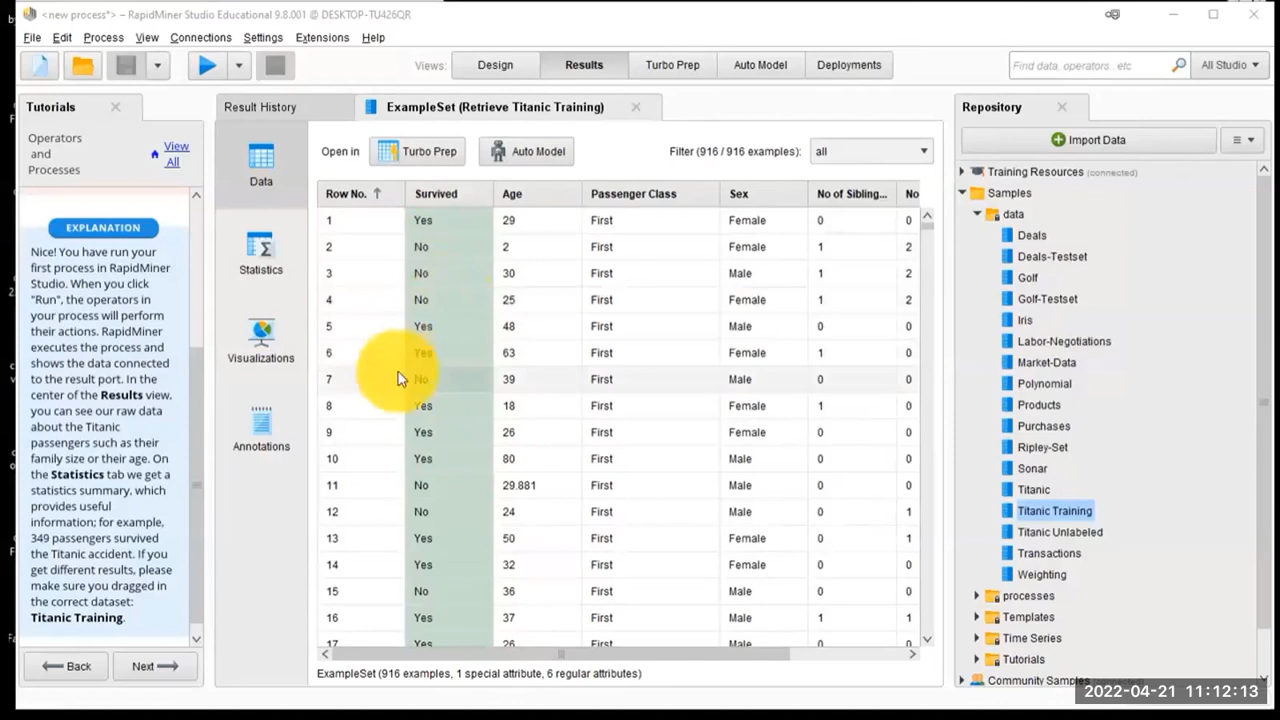 <new process*> – RapidMiner Studio Educational 9.8.001 @ DESKTOP-TU426QR
File Edit Process View Connections Settings Extensions Help
Views: Design Results Turbo Prep Auto Model Deployments
Find data, operators...etc All Studio
Tutorials
Operators and Processes
View All
EXPLANATION
Nice! You have run your
first process in RapidMiner
Studio. When you click
"Run", the operators in
your process will perform
their actions. RapidMiner
executes the process and
shows the data connected
to the result port. In the
center of the Results view,
you can see our raw data
about the Titanic
passengers such as their
family size or their age. On
the Statistics tab we get a
statistics summary, which
provides useful
information; for example,
349 passengers survived
the Titanic accident. If you
get different results, please
make sure you dragged in
the correct dataset:
Titanic Training.
Back Next
Result History ExampleSet (Retrieve Titanic Training)
Data
Statistics
Visualizations
Annotations
Open in Turbo Prep Auto Model Filter (916 / 916 examples): all
Row No. Survived Age Passenger Class Sex No of Sibling... No
1 Yes 29 First Female 0 0
2 No 2 First Female 1 2
3 No 30 First Male 1 2
4 No 25 First Female 1 2
5 Yes 48 First Male 0 0
6 Yes 63 First Female 1 0
7 No 39 First Male 0 0
8 Yes 18 First Female 1 0
9 Yes 26 First Female 0 0
10 Yes 80 First Male 0 0
11 No 29.881 First Male 0 0
12 No 24 First Male 0 1
13 Yes 50 First Female 0 1
14 Yes 32 First Female 0 0
15 No 36 First Male 0 0
16 Yes 37 First Male 1 1
17 Yes 26 First Male 0 0
ExampleSet (916 examples, 1 special attribute, 6 regular attributes)
Repository
Import Data
Training Resources (connected)
Samples
data
Deals
Deals-Testset
Golf
Golf-Testset
Iris
Labor-Negotiations
Market-Data
Polynomial
Products
Purchases
Ripley-Set
Sonar
Titanic
Titanic Training
Titanic Unlabeled
Transactions
Weighting
processes
Templates
Time Series
Tutorials
Community Samples (connected)
2022-04-21 11:12:13